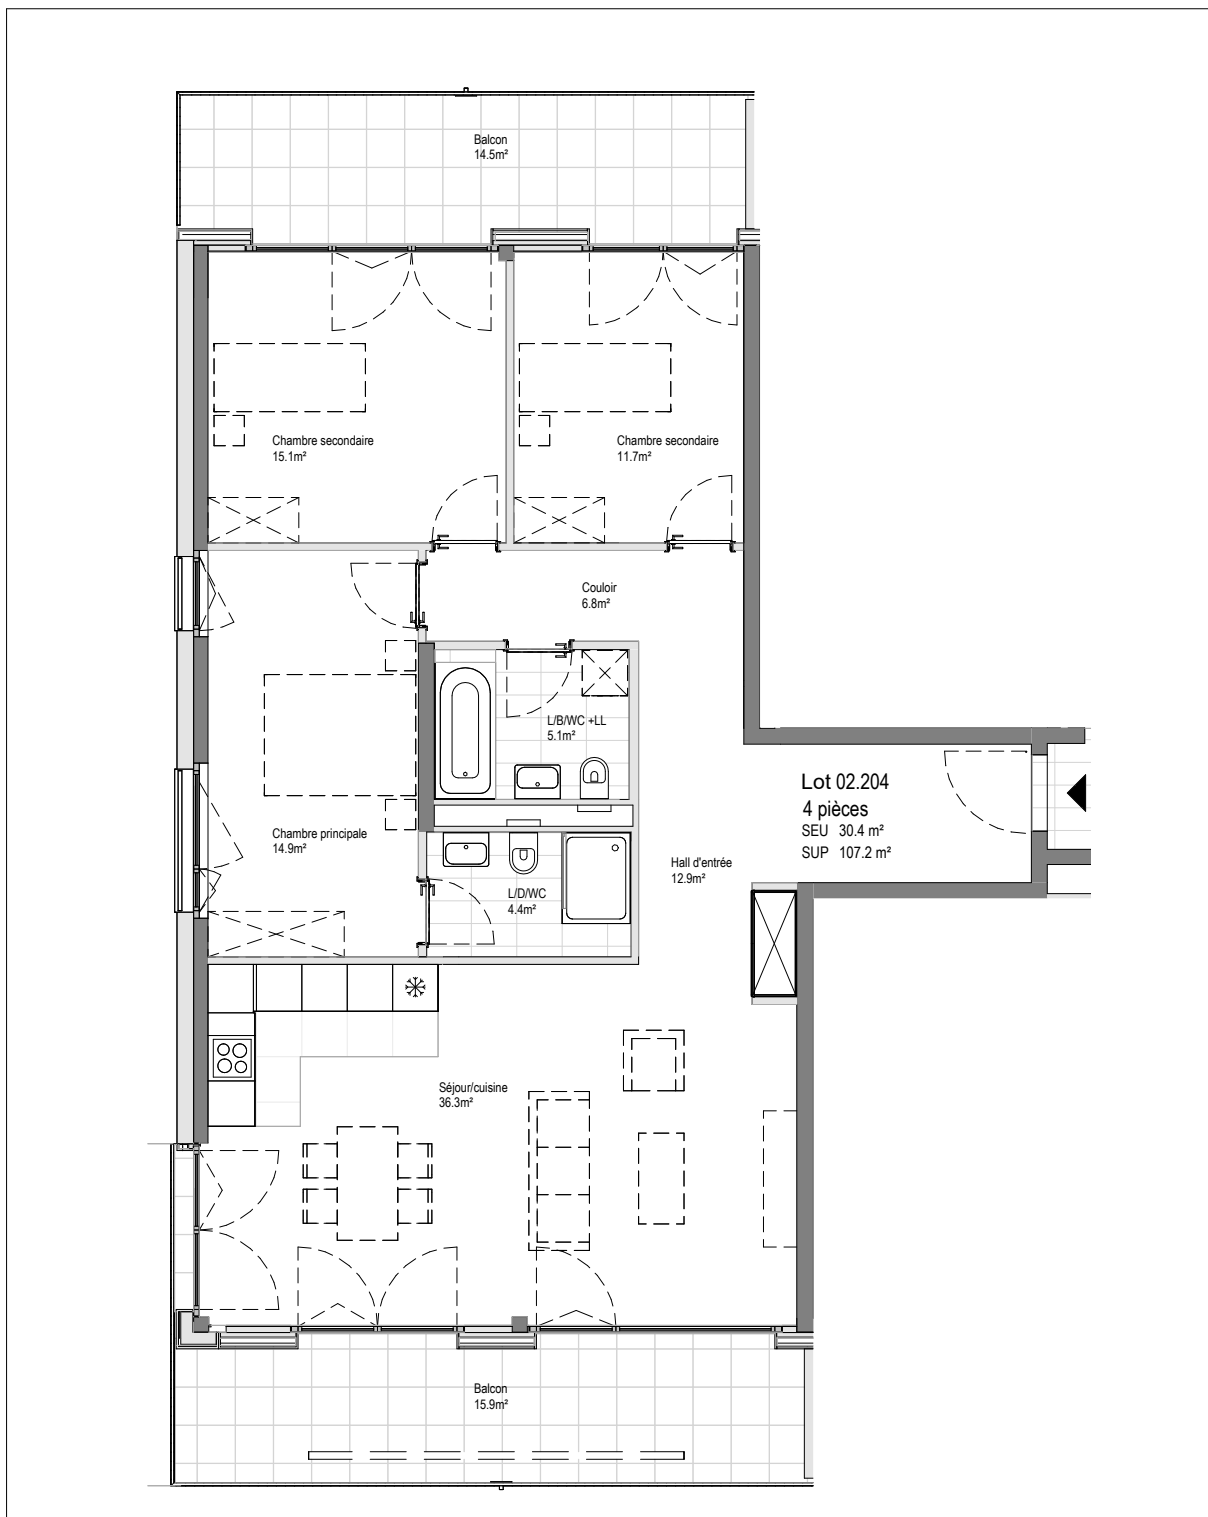 Balcon
14.5m²
Chambre secondaire
15.1m²
Chambre secondaire
11.7m²
Couloir
6.8m²
L/B/WC +LL
5.1m²
Lot 02.204
4 pièces
SEU 30.4 m²
SUP 107.2 m²
Chambre principale
14.9m²
Hall d'entrée
12.9m²
L/D/WC
4.4m²
Séjour/cuisine
36.3m²
Balcon
15.9m²